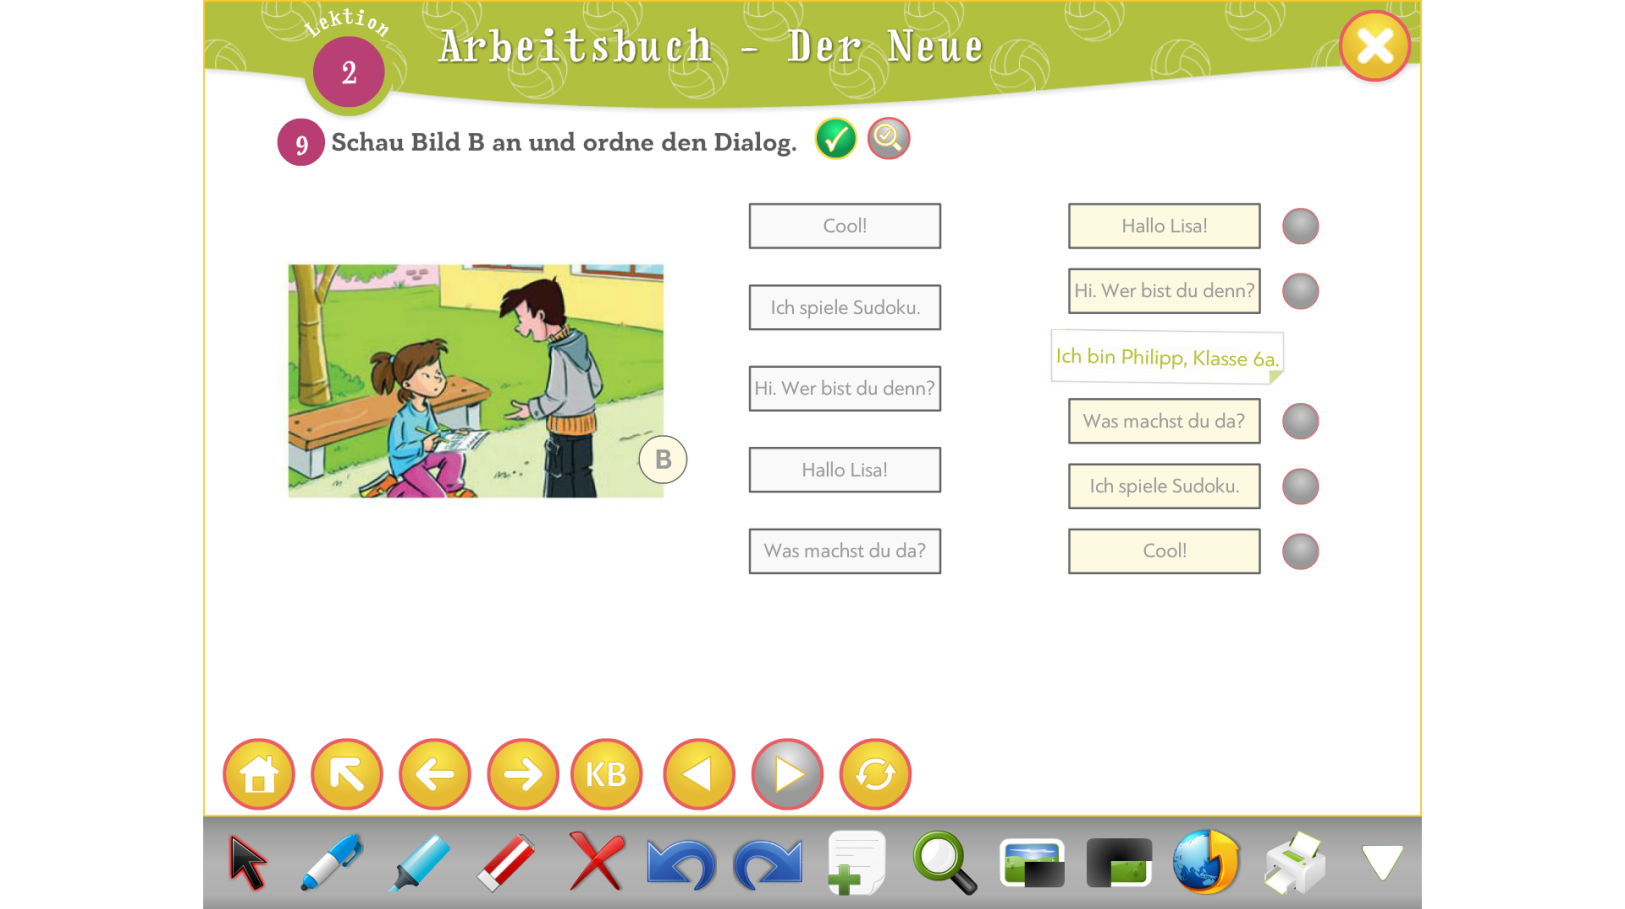 Lektion
2
Arbeitsbuch - Der Neue
9 Schau Bild B an und ordne den Dialog.
Cool!
Ich spiele Sudoku.
Hi. Wer bist du denn?
Hallo Lisa!
Was machst du da?
Hallo Lisa!
Hi. Wer bist du denn?
Ich bin Philipp, Klasse 6a.
Was machst du da?
Ich spiele Sudoku.
Cool!
B
KB